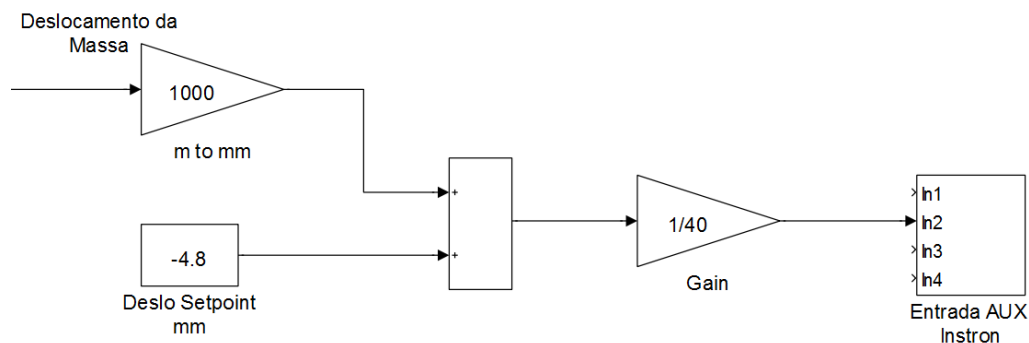 Deslocamento da
Massa
1000
m to mm
-4.8
Deslo Setpoint
mm
+
+
1/40
Gain
In1
In2
In3
In4
Entrada AUX
Instron